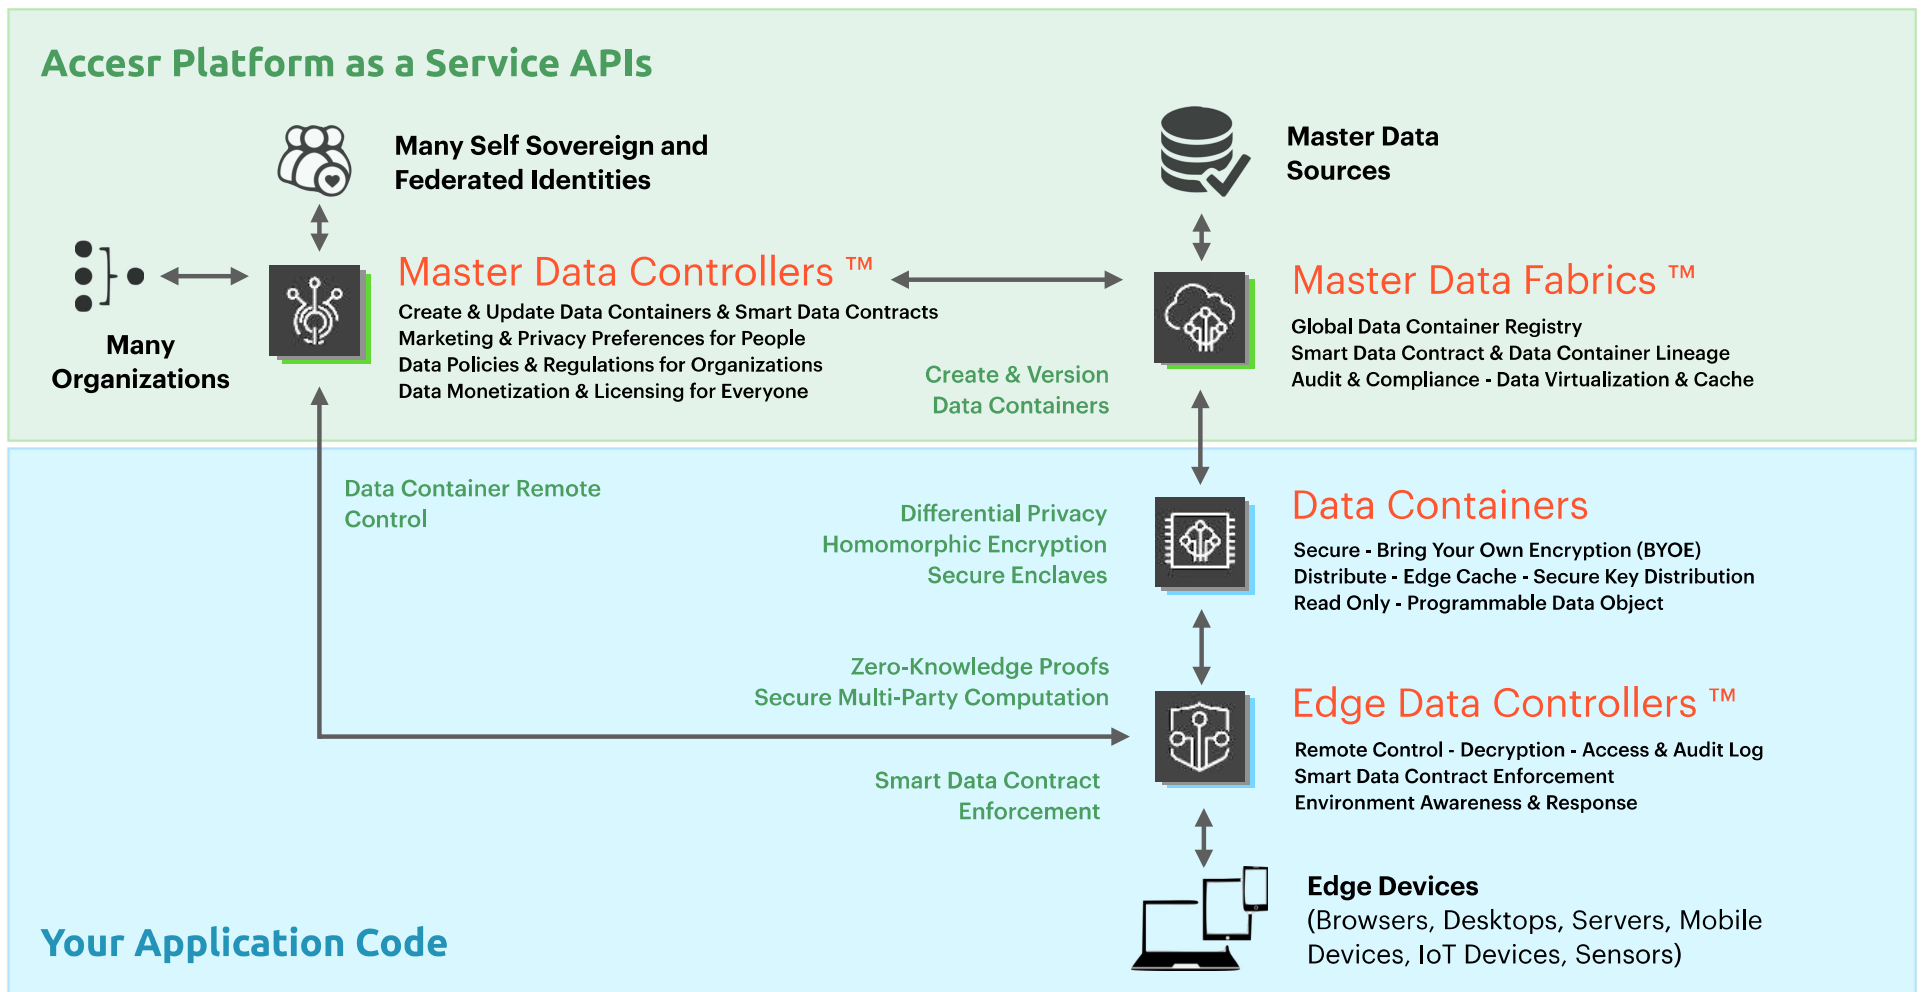 Accesr Platform as a Service APIs
Many Self Sovereign and
Federated Identities
Master Data
Sources
Many
Organizations
Master Data Controllers ™
Create & Update Data Containers & Smart Data Contracts
Marketing & Privacy Preferences for People
Data Policies & Regulations for Organizations
Data Monetization & Licensing for Everyone
Master Data Fabrics ™
Global Data Container Registry
Smart Data Contract & Data Container Lineage
Audit & Compliance - Data Virtualization & Cache
Create & Version
Data Containers
Data Container Remote
Control
Differential Privacy
Homomorphic Encryption
Secure Enclaves
Data Containers
Secure - Bring Your Own Encryption (BYOE)
Distribute - Edge Cache - Secure Key Distribution
Read Only - Programmable Data Object
Zero-Knowledge Proofs
Secure Multi-Party Computation
Edge Data Controllers ™
Remote Control - Decryption - Access & Audit Log
Smart Data Contract Enforcement
Environment Awareness & Response
Smart Data Contract
Enforcement
Edge Devices
(Browsers, Desktops, Servers, Mobile
Devices, IoT Devices, Sensors)
Your Application Code